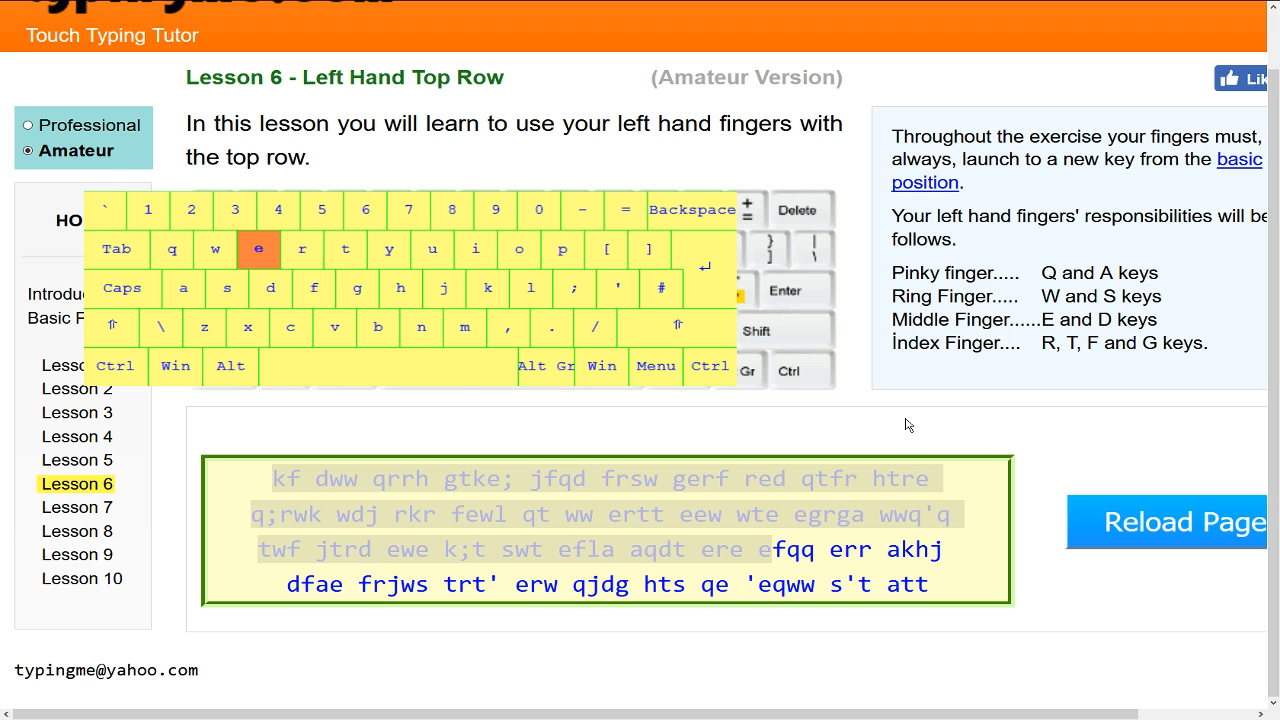 Touch Typing Tutor
Lesson 6 - Left Hand Top Row
(Amateur Version)
Professional
Amateur
In this lesson you will learn to use your left hand fingers with
the top row.
Throughout the exercise your fingers must,
always, launch to a new key from the basic
position.
Your left hand fingers' responsibilities will be
follows.
Pinky finger..... Q and A keys
Ring Finger..... W and S keys
Middle Finger......E and D keys
İndex Finger.... R, T, F and G keys.
` 1 2 3 4 5 6 7 8 9 0 - = Backspace
+ = Delete
Tab q w e r t y u i o p [ ] ↵
} ] | \
Caps a s d f g h j k l ; ' #
Enter
⇧ \ z x c v b n m , . / ⇧
Shift
Ctrl Win Alt Alt Gr Win Menu Ctrl
Gr Ctrl
HO
Lesson 2
Lesson 3
Lesson 4
Lesson 5
Lesson 6
Lesson 7
Lesson 8
Lesson 9
Lesson 10
kf dww qrrh gtke; jfqd frsw gerf red qtfr htre
q;rwk wdj rkr fewl qt ww ertt eew wte egrga wwq'q
twf jtrd ewe k;t swt efla aqdt ere efqq err akhj
dfae frjws trt' erw qjdg hts qe 'eqww s't att
Reload Page
typingme@yahoo.com